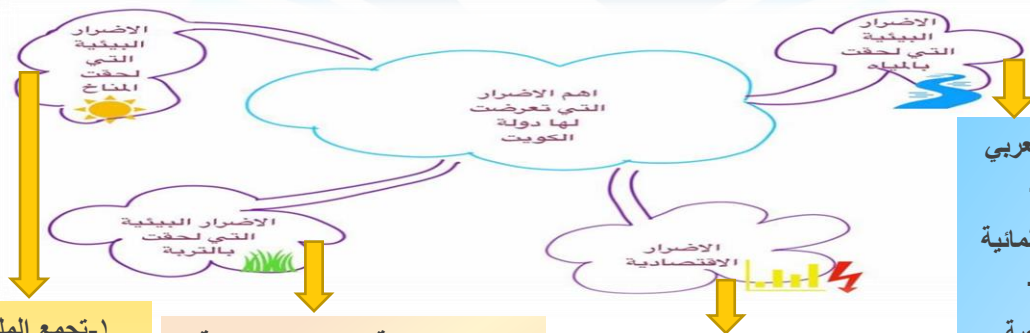 الاضرار
البيئية
التي
لحقت
المناخ
الاضرار
البيئية
التي لحقت
بالمياه
اهم الاضرار
التي تعرضت
لها دولة
الكويت
الاضرار البيئية
التي لحقت
بالتربة
الاضرار
الاقتصادية
١-تجمع